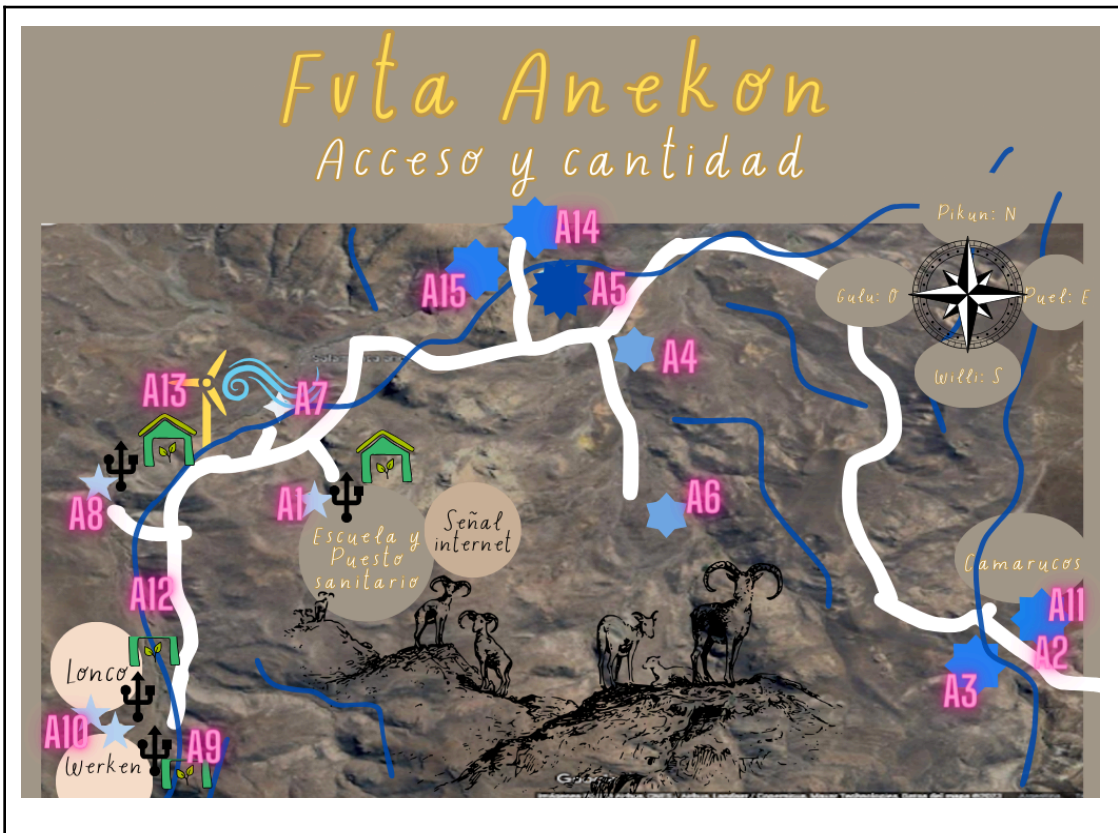 Fvta Anekon
Acceso y cantidad
Pikun: N
Gulu: O
Puel: E
Willi: S
A14
A15
A5
A4
A13
A7
A8
A1
A6
Señal
internet
Escuela y
Puesto
sanitario
Camarucos
A12
A11
A2
A3
Lonco
A10
A9
Werken